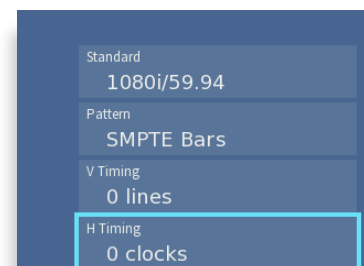 Standard
1080i/59.94
Pattern
SMPTE Bars
V Timing
0 lines
H Timing
0 clocks